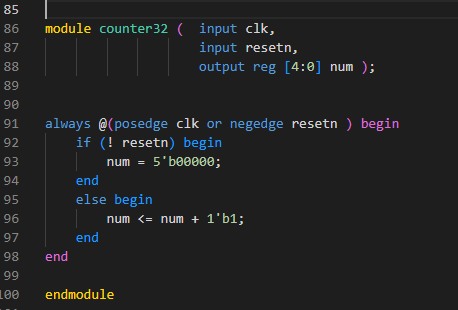 85
86 module counter32 (  input clk,
87                     input resetn,
88                     output reg [4:0] num );
89
90
91 always @(posedge clk or negedge resetn ) begin
92     if (! resetn) begin
93         num = 5'b00000;
94     end
95     else begin
96         num <= num + 1'b1;
97     end
98 end
99
100 endmodule